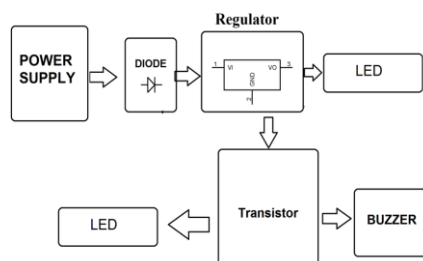 Regulator
POWER
SUPPLY
DIODE
1
VI
VO
3
GND
2
LED
LED
Transistor
BUZZER